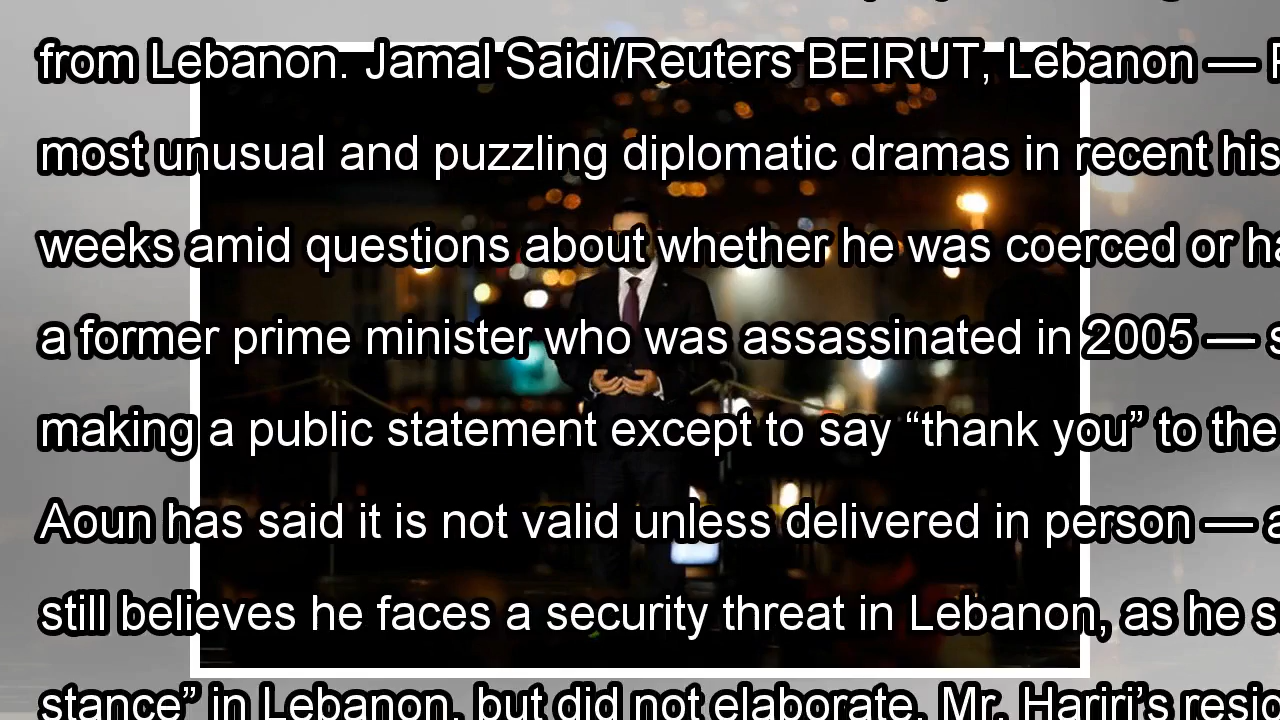 from Lebanon. Jamal Saidi/Reuters BEIRUT, Lebanon —
most unusual and puzzling diplomatic dramas in recent
weeks amid questions about whether he was coerced or
a former prime minister who was assassinated in 2005 —
making a public statement except to say “thank you” to the
Aoun has said it is not valid unless delivered in person —
still believes he faces a security threat in Lebanon, as he
stance” in Lebanon, but did not elaborate. Mr. Hariri’s